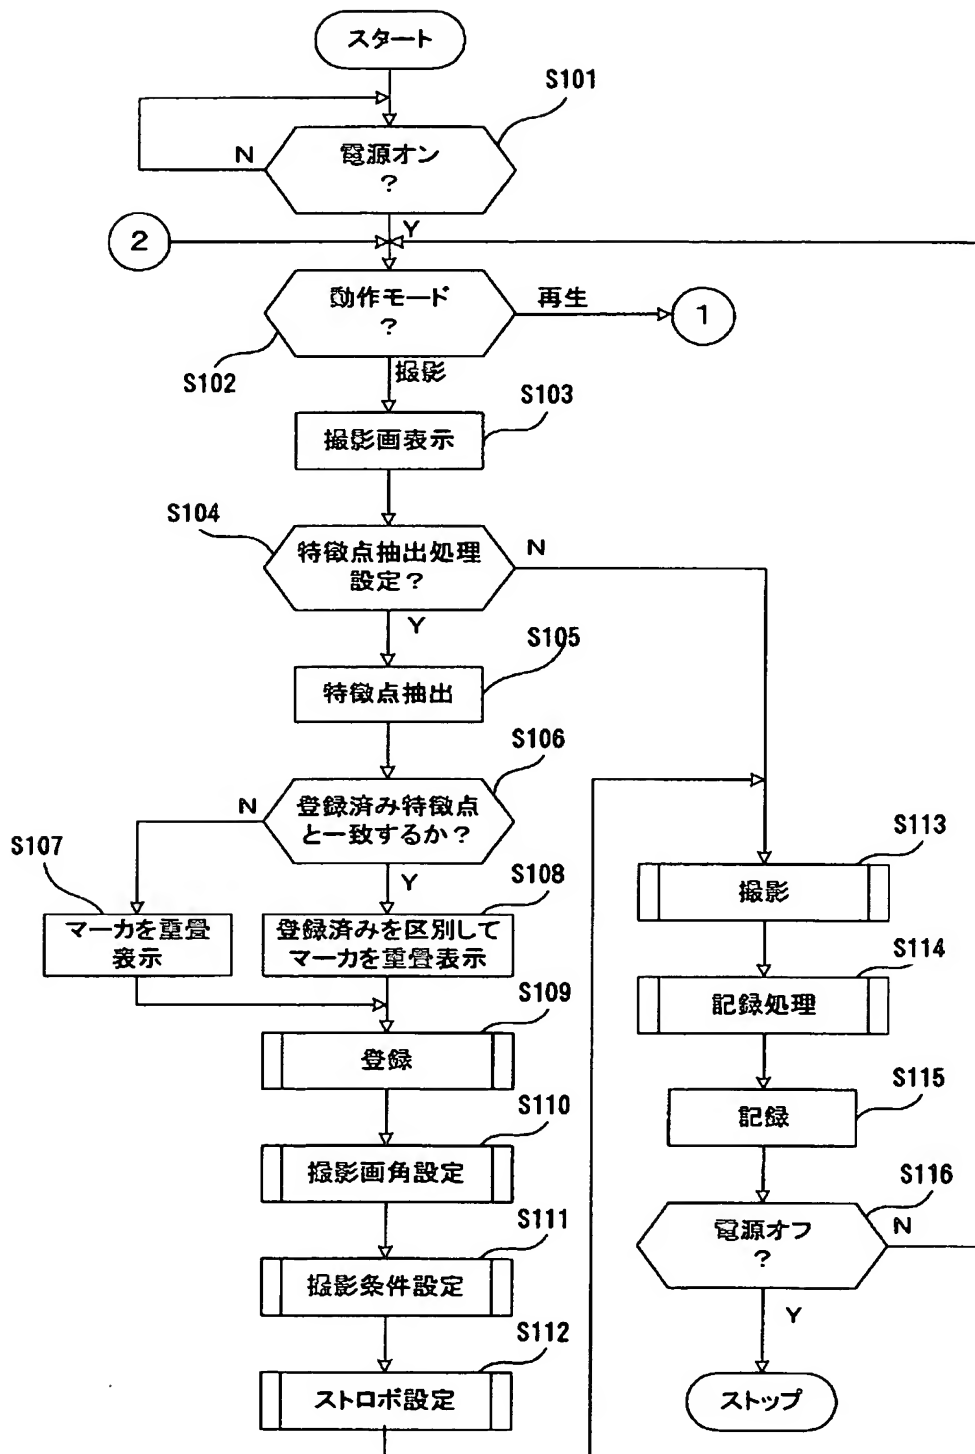 スタート
S101
電源オン
?
N
Y
2
動作モード
?
再生
1
S102
撮影
S103
撮影画表示
S104
特徴点抽出処理
設定?
N
Y
S105
特徴点抽出
S106
登録済み特徴点
と一致するか?
N
Y
S107
マーカを重畳
表示
S108
登録済みを区別して
マーカを重畳表示
S109
登録
S110
撮影画角設定
S111
撮影条件設定
S112
ストロボ設定
S113
撮影
S114
記録処理
S115
記録
S116
電源オフ
?
N
Y
ストップ